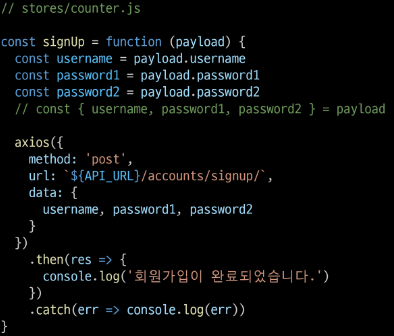 // stores/counter.js
const signUp = function (payload) {
const username = payload.username
const password1 = payload.password1
const password2 = payload.password2
// const { username, password1, password2 } = payload
axios({
method: 'post',
url: `${API_URL}/accounts/signup/`,
data: {
username, password1, password2
}
})
.then(res => {
console.log('회원가입이 완료되었습니다.')
})
.catch(err => console.log(err))
}